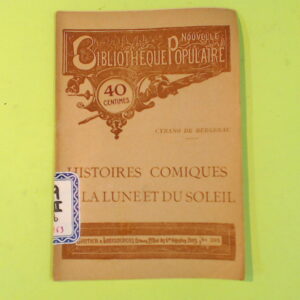 NOUVELLE
BIBLIOTHÈQUE POPULAIRE
40
CENTIMES
CYRANO DE BERGERAC
HISTOIRES COMIQUES
LA LUNE ET DU SOLEIL